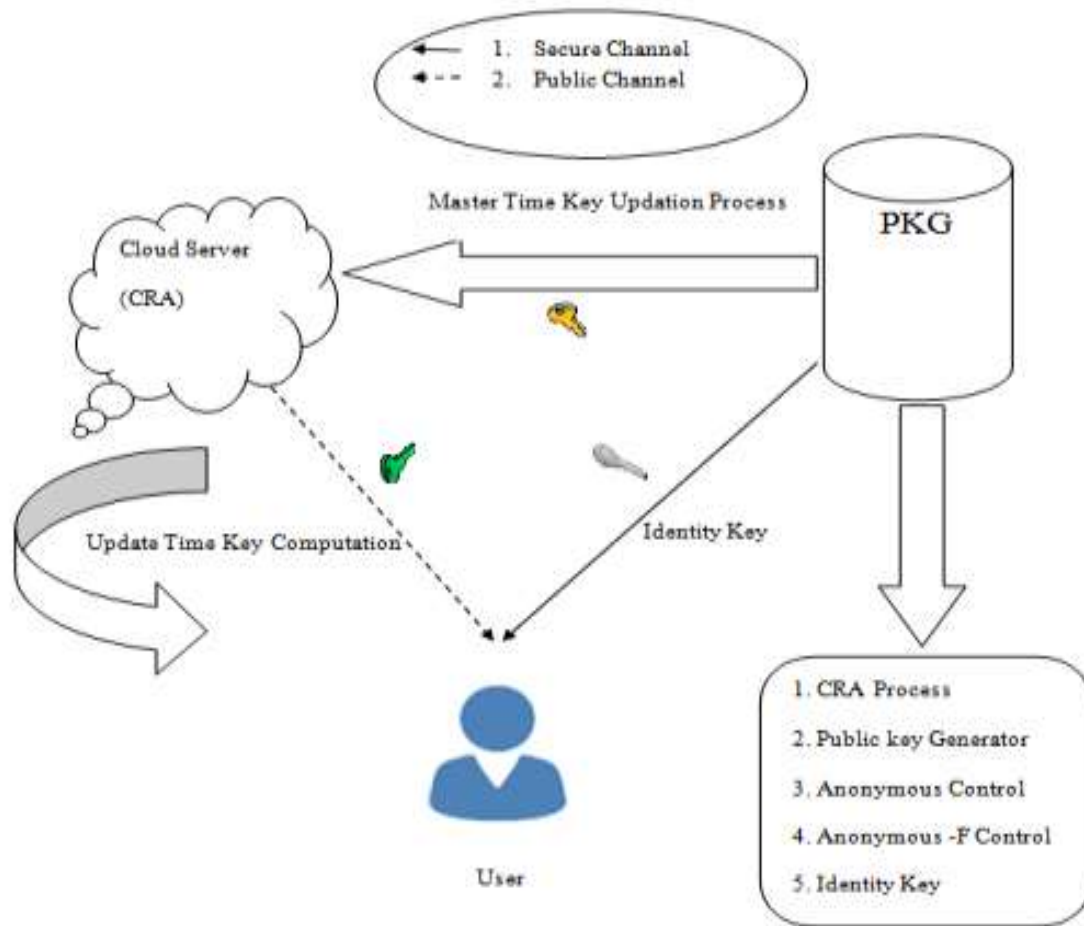 1. Secure Channel
2. Public Channel
Master Time Key Updation Process
PKG
Cloud Server
(CRA)
Update Time Key Computation
Identity Key
1. CRA Process
2. Public key Generator
3. Anonymous Control
4. Anonymous -F Control
5. Identity Key
User